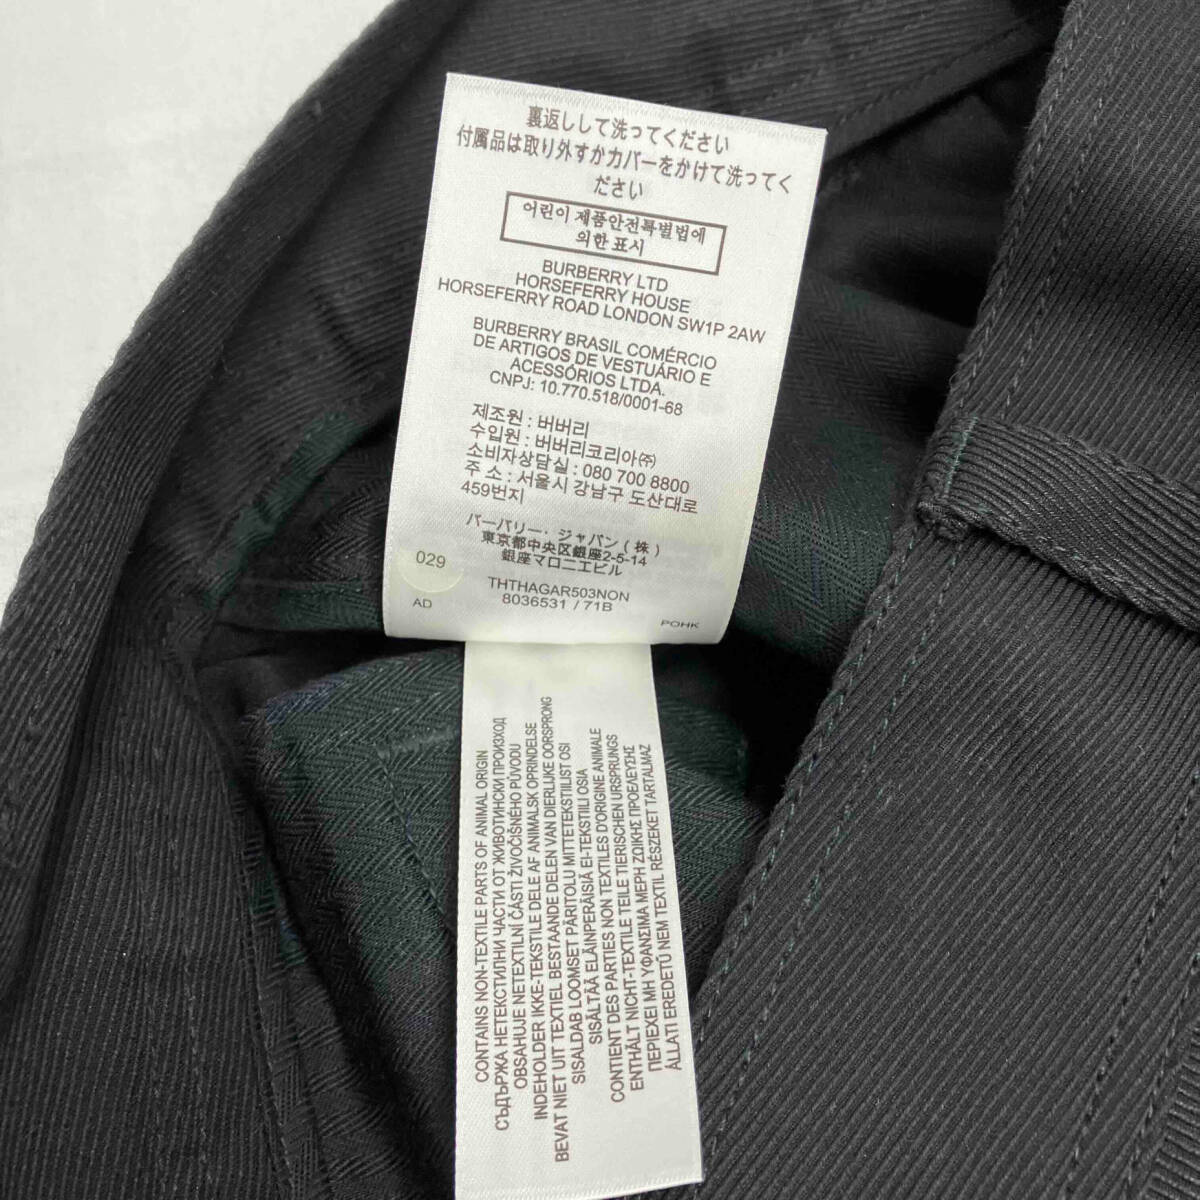 裏返しして洗ってください
付属品は取り外すかカバーをかけて洗ってく
ださい
어린이 제품안전특별법에
의한 표시
BURBERRY LTD
HORSEFERRY HOUSE
HORSEFERRY ROAD LONDON SW1P 2AW
BURBERRY BRASIL COMÉRCIO
DE ARTIGOS DE VESTUÁRIO E
ACESSÓRIOS LTDA.
CNPJ: 10.770.518/0001-68
제조원 : 버버리
수입원 : 버버리코리아㈜
소비자상담실 : 080 700 8800
주 소 : 서울시 강남구 도산대로
459번지
バーバリー・ジャパン(株)
東京都中央区銀座2-5-14
銀座マロニエビル
029
THTHAGAR503NON
8036531 / 71B
AD
POHK
CONTAINS NON-TEXTILE PARTS OF ANIMAL ORIGIN
СЪДЪРЖА НЕТЕКСТИЛНИ ЧАСТИ ОТ ЖИВОТИНСКИ ПРОИЗХОД
OBSAHUJE NETEXTILNÍ ČÁSTI ŽIVOČIŠNÉHO PŮVODU
INDEHOLDER IKKE-TEKSTILE DELE AF ANIMALSK OPRINDELSE
BEVAT NIET UIT TEXTIEL BESTAANDE DELEN VAN DIERLIJKE OORSPRONG
SISALDAB LOOMSET PÄRITOLU MITTETEKSTIILIST OSI
SISÄLTÄÄ ELÄINPERÄISIÄ EI-TEKSTIILI OSIA
CONTIENT DES PARTIES NON TEXTILES D'ORIGINE ANIMALE
ENTHÄLT NICHT-TEXTILE TEILE TIERISCHEN URSPRUNGS
ΠΕΡΙΕΧΕΙ ΜΗ ΥΦΑΝΣΙΜΑ ΜΕΡΗ ΖΩΙΚΗΣ ΠΡΟΕΛΕΥΣΗΣ
ÁLLATI EREDETŰ NEM TEXTIL RÉSZEKET TARTALMAZ